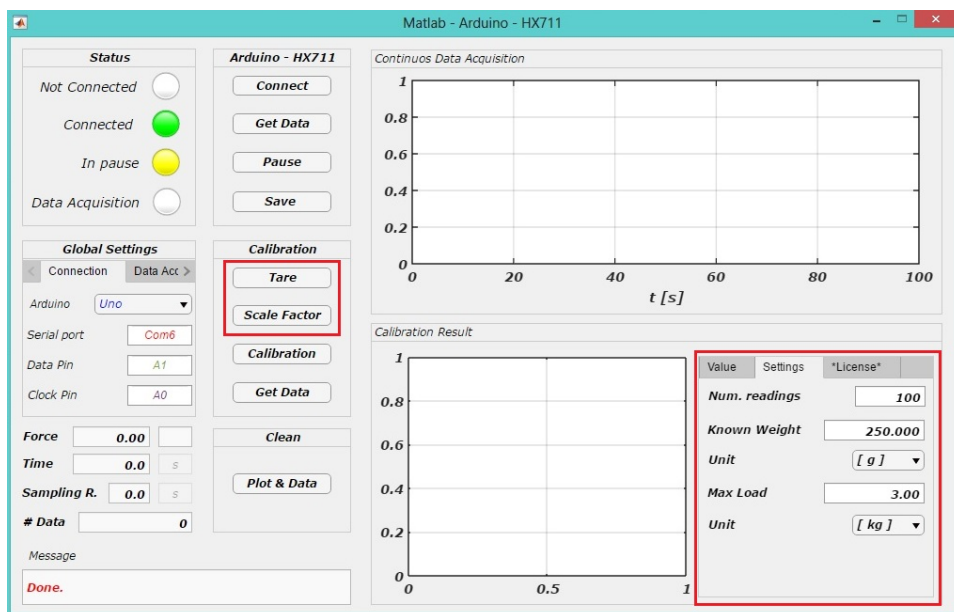 Matlab - Arduino - HX711
Status
Not Connected
Connected
In pause
Data Acquisition
Arduino - HX711
Connect
Get Data
Pause
Save
Continuos Data Acquisition
1
0.8
0.6
0.4
0.2
0
0 20 40 60 80 100
t [s]
Global Settings
< Connection Data Acc >
Arduino Uno
Serial port Com6
Data Pin A1
Clock Pin A0
Calibration
Tare
Scale Factor
Calibration
Get Data
Force 0.00
Time 0.0 s
Sampling R. 0.0 s
# Data 0
Clean
Plot & Data
Message
Done.
Calibration Result
1
0.8
0.6
0.4
0.2
0
0 0.5 1
Value Settings *License*
Num. readings 100
Known Weight 250.000
Unit [ g ]
Max Load 3.00
Unit [ kg ]